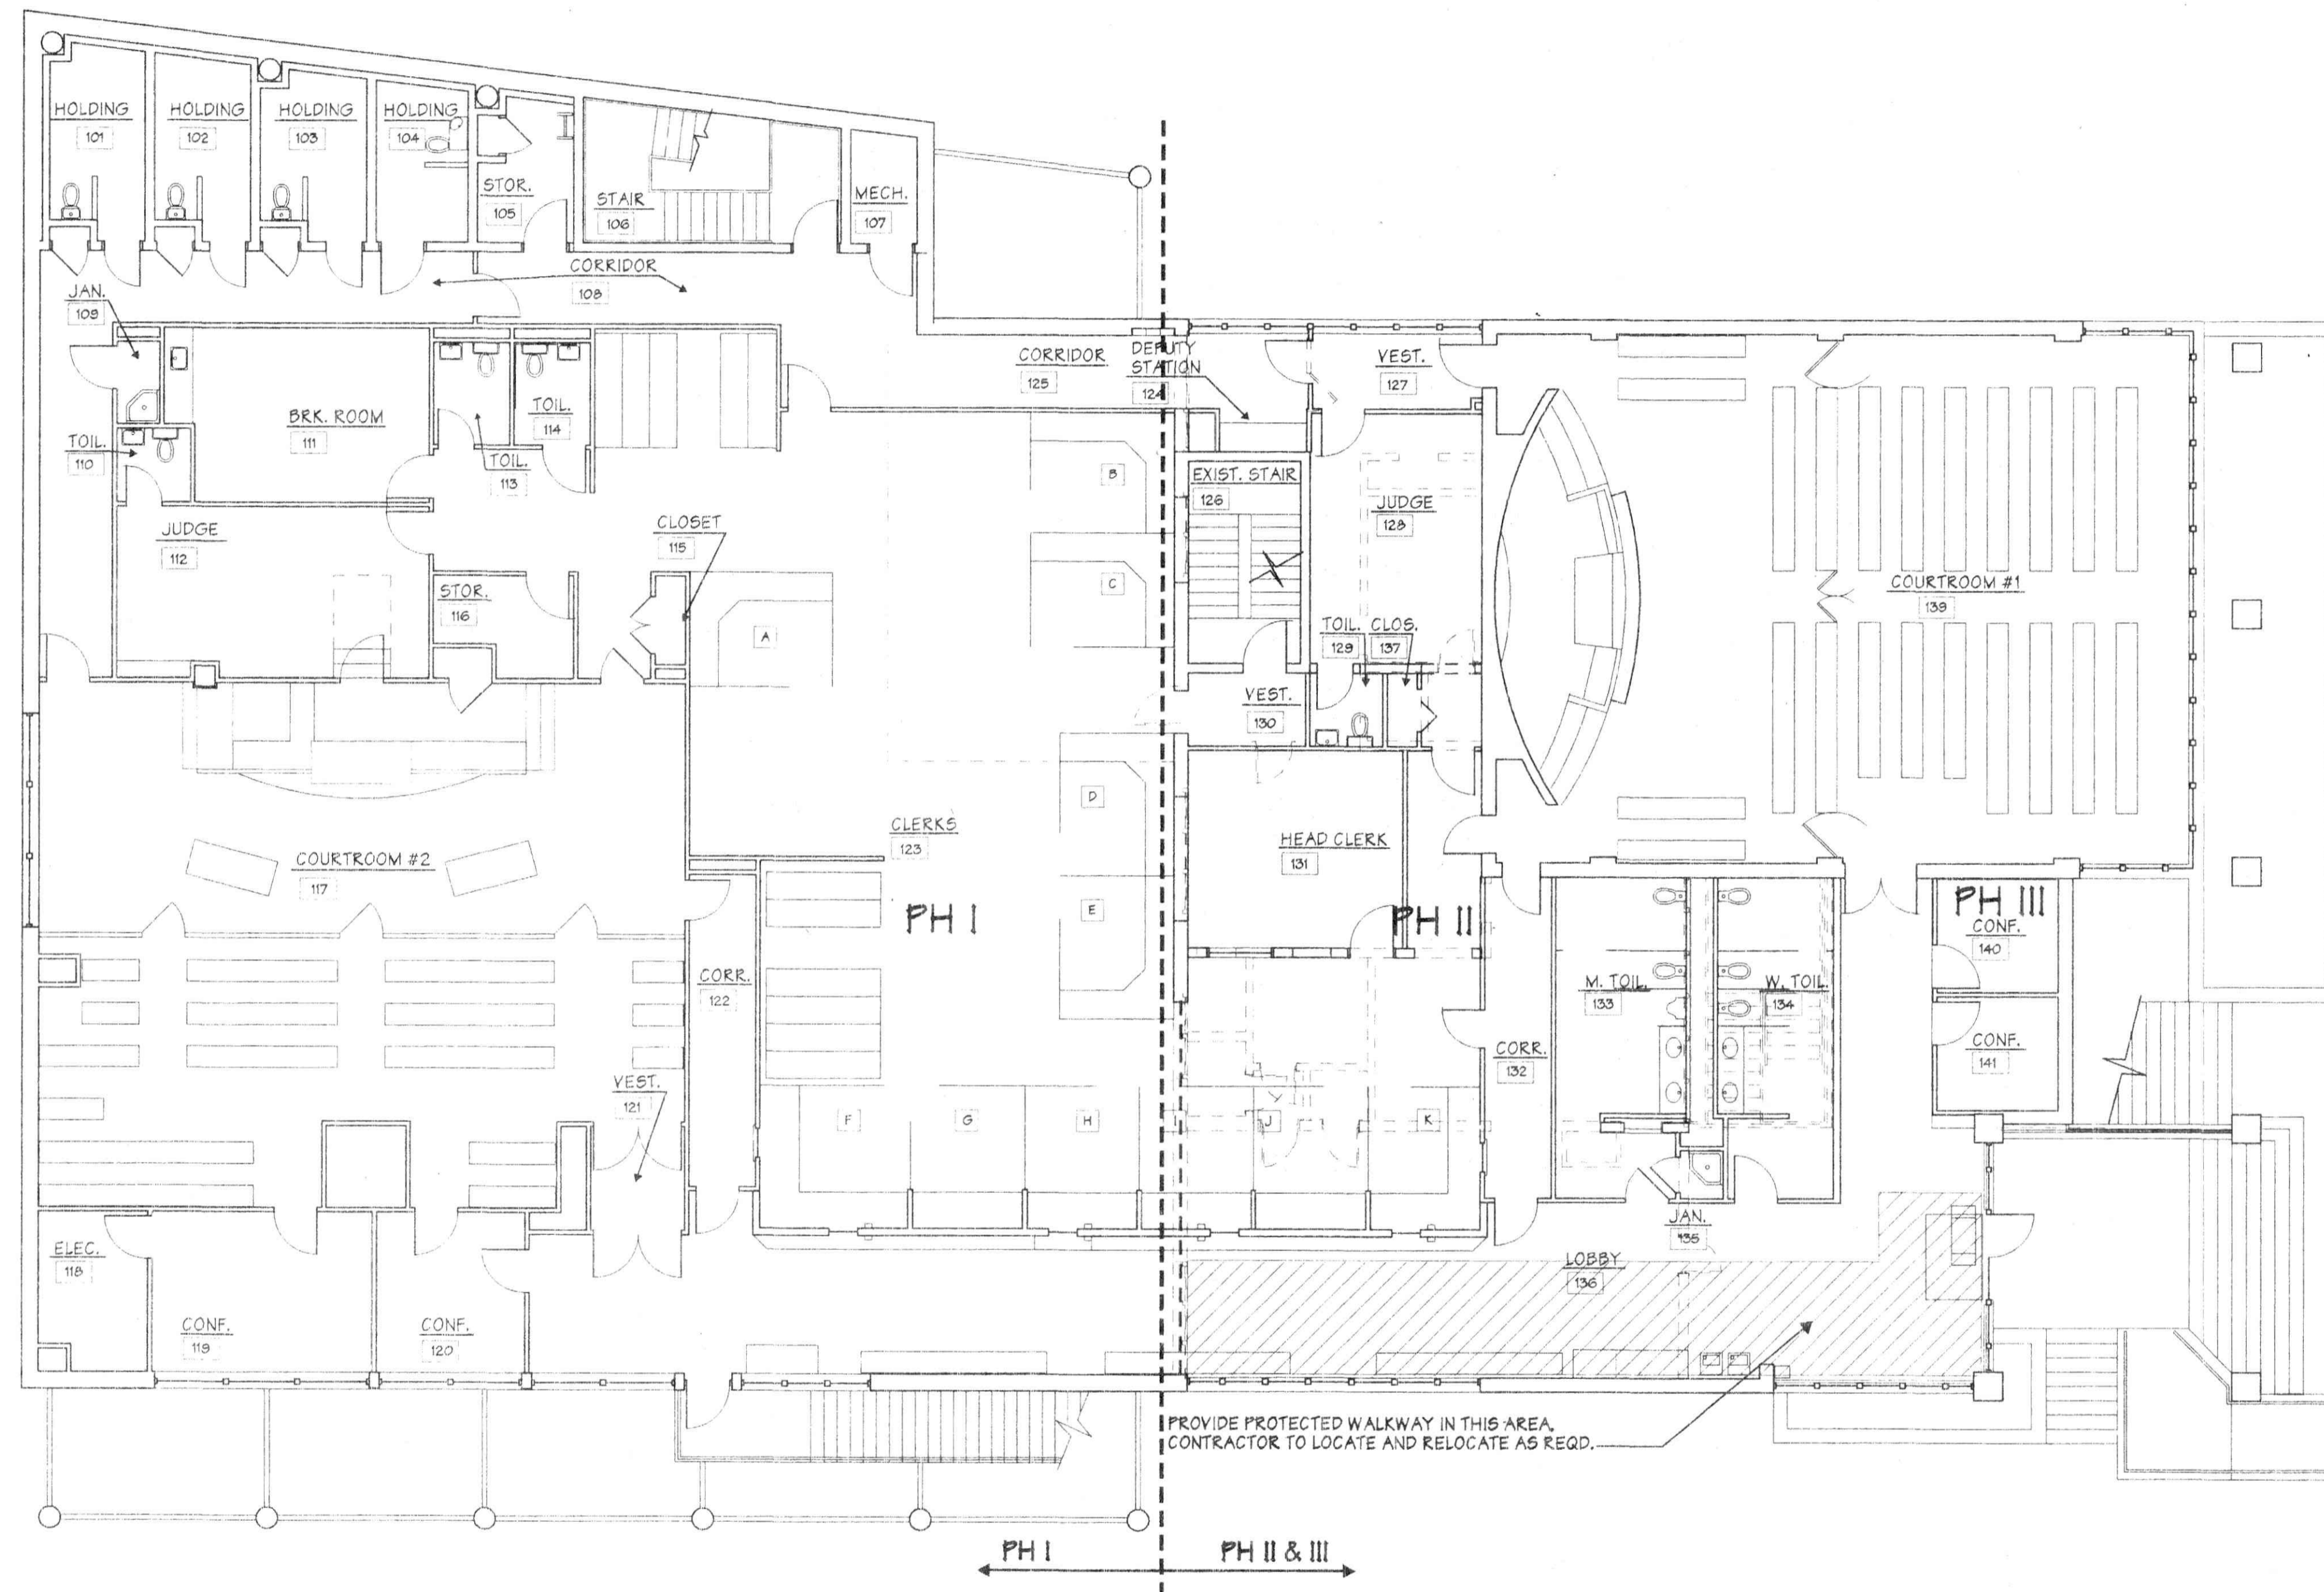 HOLDING
101
HOLDING
102
HOLDING
103
HOLDING
104
STOR.
105
STAIR
106
MECH.
107
CORRIDOR
108
JAN.
109
TOIL.
110
BRK. ROOM
111
JUDGE
112
TOIL.
113
TOIL.
114
CLOSET
115
STOR.
116
COURTROOM #2
117
ELEC.
118
CONF.
119
CONF.
120
VEST.
121
CORR.
122
CLERKS
123
PH I
A
B
C
D
E
F
G
H
J
K
CORRIDOR
125
DEPUTY
STATION
124
EXIST. STAIR
126
VEST.
127
JUDGE
128
TOIL.
129
CLOS.
137
VEST.
130
HEAD CLERK
131
PH II
CORR.
132
M. TOIL.
133
W. TOIL.
134
JAN.
135
LOBBY
136
COURTROOM #1
139
PH III
CONF.
140
CONF.
141
PROVIDE PROTECTED WALKWAY IN THIS AREA.
CONTRACTOR TO LOCATE AND RELOCATE AS REQD.
PH I
PH II & III